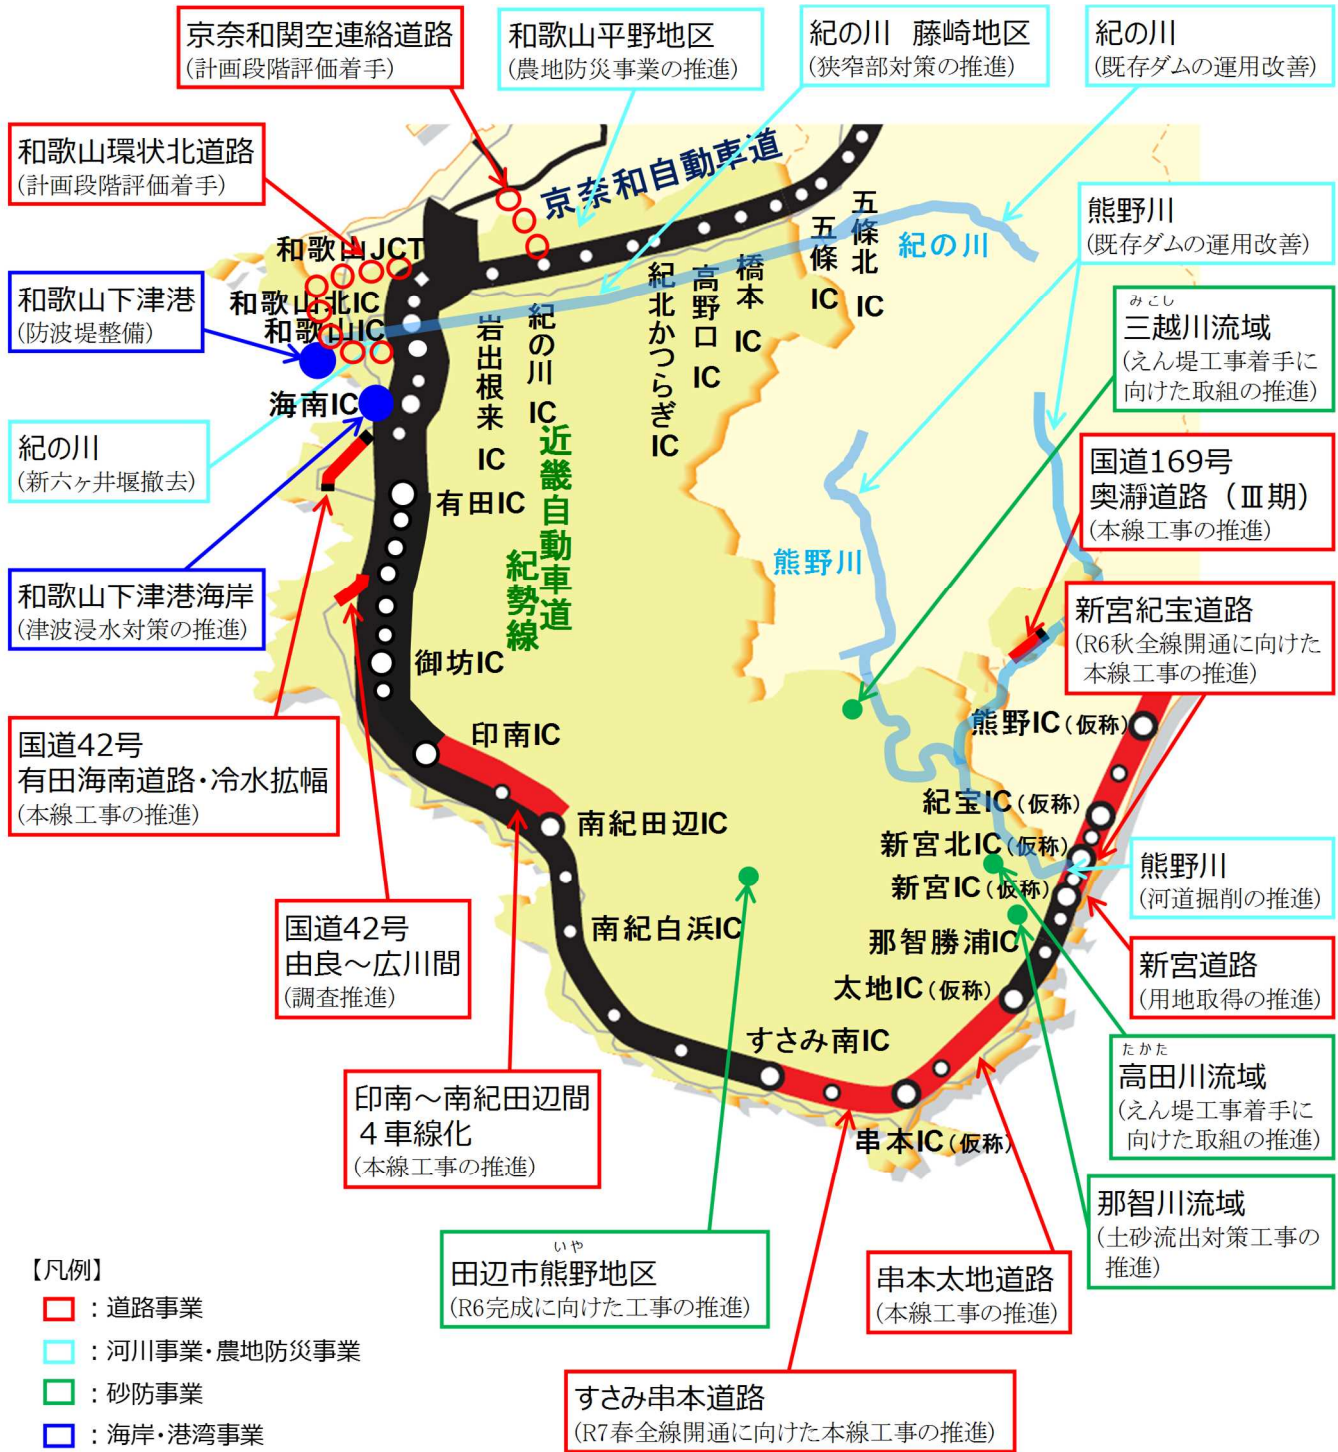 京奈和関空連絡道路
(計画段階評価着手)
和歌山平野地区
(農地防災事業の推進)
紀の川 藤崎地区
(狭窄部対策の推進)
紀の川
(既存ダムの運用改善)
和歌山環状北道路
(計画段階評価着手)
京奈和自動車道
熊野川
(既存ダムの運用改善)
和歌山JCT
和歌山北IC
和歌山IC
和歌山下津港
(防波堤整備)
海南IC
岩出根来IC
紀の川IC
紀北かつらぎIC
高野口IC
橋本IC
五條IC
五條北IC
紀の川
みこし
三越川流域
(えん堤工事着手に
向けた取組の推進)
紀の川
(新六ヶ井堰撤去)
有田IC
近畿自動車道
紀勢線
熊野川
国道169号
奥瀞道路(Ⅲ期)
(本線工事の推進)
和歌山下津港海岸
(津波浸水対策の推進)
御坊IC
新宮紀宝道路
(R6秋全線開通に向けた
本線工事の推進)
国道42号
有田海南道路・冷水拡幅
(本線工事の推進)
印南IC
熊野IC(仮称)
南紀田辺IC
紀宝IC(仮称)
新宮北IC(仮称)
新宮IC(仮称)
熊野川
(河道掘削の推進)
国道42号
由良~広川間
(調査推進)
南紀白浜IC
那智勝浦IC
太地IC(仮称)
新宮道路
(用地取得の推進)
すさみ南IC
たかた
高田川流域
(えん堤工事着手に
向けた取組の推進)
印南~南紀田辺間
4車線化
(本線工事の推進)
串本IC(仮称)
那智川流域
(土砂流出対策工事の
推進)
いや
田辺市熊野地区
(R6完成に向けた工事の推進)
串本太地道路
(本線工事の推進)
すさみ串本道路
(R7春全線開通に向けた本線工事の推進)
【凡例】
:道路事業
:河川事業・農地防災事業
:砂防事業
:海岸・港湾事業